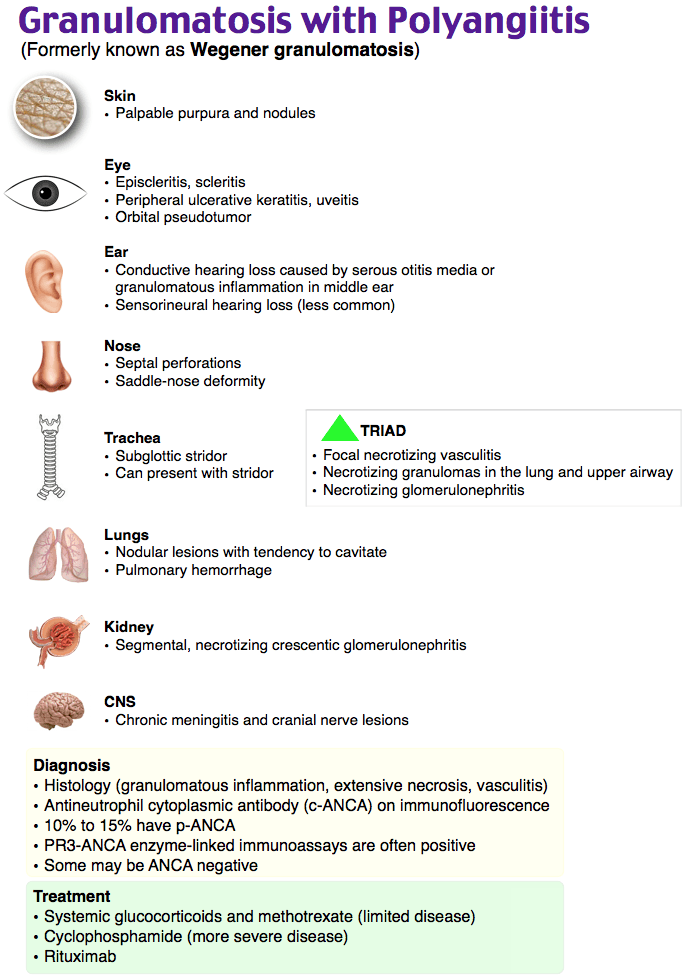 Granulomatosis with Polyangiitis
(Formerly known as Wegener granulomatosis)
Skin
• Palpable purpura and nodules
Eye
• Episcleritis, scleritis
• Peripheral ulcerative keratitis, uveitis
• Orbital pseudotumor
Ear
• Conductive hearing loss caused by serous otitis media or
granulomatous inflammation in middle ear
• Sensorineural hearing loss (less common)
Nose
• Septal perforations
• Saddle-nose deformity
Trachea
• Subglottic stridor
• Can present with stridor
TRIAD
• Focal necrotizing vasculitis
• Necrotizing granulomas in the lung and upper airway
• Necrotizing glomerulonephritis
Lungs
• Nodular lesions with tendency to cavitate
• Pulmonary hemorrhage
Kidney
• Segmental, necrotizing crescentic glomerulonephritis
CNS
• Chronic meningitis and cranial nerve lesions
Diagnosis
• Histology (granulomatous inflammation, extensive necrosis, vasculitis)
• Antineutrophil cytoplasmic antibody (c-ANCA) on immunofluorescence
• 10% to 15% have p-ANCA
• PR3-ANCA enzyme-linked immunoassays are often positive
• Some may be ANCA negative
Treatment
• Systemic glucocorticoids and methotrexate (limited disease)
• Cyclophosphamide (more severe disease)
• Rituximab